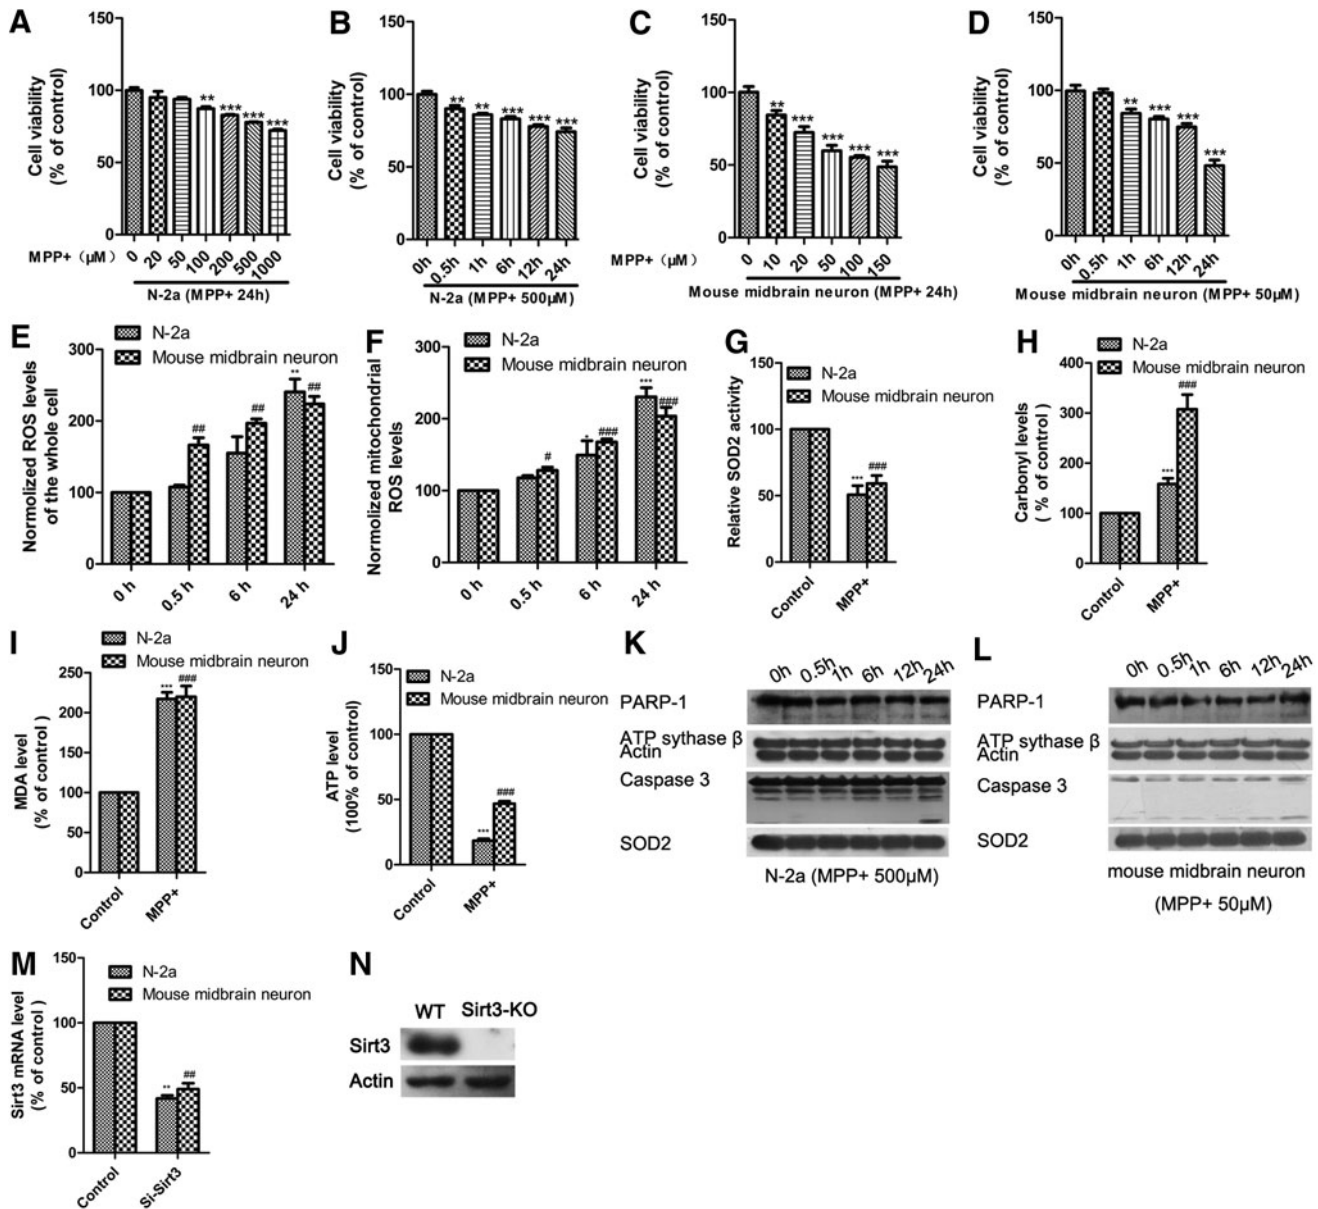 A
150
100
50
0
Cell viability
(% of control)
** *** *** ***
MPP+ (μM)
0 20 50 100 200 500 1000
N-2a (MPP+ 24h)
B
150
100
50
0
Cell viability
(% of control)
** ** *** *** ***
0h 0.5h 1h 6h 12h 24h
N-2a (MPP+ 500μM)
C
150
100
50
0
Cell viability
(% of control)
** *** *** *** ***
MPP+ (μM)
0 10 20 50 100 150
Mouse midbrain neuron (MPP+ 24h)
D
150
100
50
0
Cell viability
(% of control)
** *** *** ***
0h 0.5h 1h 6h 12h 24h
Mouse midbrain neuron (MPP+ 50μM)
E
N-2a
Mouse midbrain neuron
300
200
100
0
Normolized ROS levels
of the whole cell
## ## ** ##
0 h 0.5 h 6 h 24 h
F
N-2a
Mouse midbrain neuron
300
200
100
0
Normolized mitochondrial
ROS levels
# * ### *** ###
0 h 0.5 h 6 h 24 h
G
N-2a
Mouse midbrain neuron
150
100
50
0
Relative SOD2 activity
*** ###
Control MPP+
H
N-2a
Mouse midbrain neuron
400
300
200
100
0
Carbonyl levels
( % of control)
*** ###
Control MPP+
I
N-2a
Mouse midbrain neuron
250
200
150
100
50
0
MDA level
(% of control )
*** ###
Control MPP+
J
N-2a
Mouse midbrain neuron
150
100
50
0
ATP level
(100% of control)
*** ###
Control MPP+
K
0h 0.5h 1h 6h 12h 24h
PARP-1
ATP sythase β
Actin
Caspase 3
SOD2
N-2a (MPP+ 500μM)
L
0h 0.5h 1h 6h 12h 24h
PARP-1
ATP sythase β
Actin
Caspase 3
SOD2
mouse midbrain neuron
(MPP+ 50μM)
M
N-2a
Mouse midbrain neuron
150
100
50
0
Sirt3 mRNA level
(% of control )
** ##
Control Si-Sirt3
N
WT Sirt3-KO
Sirt3
Actin